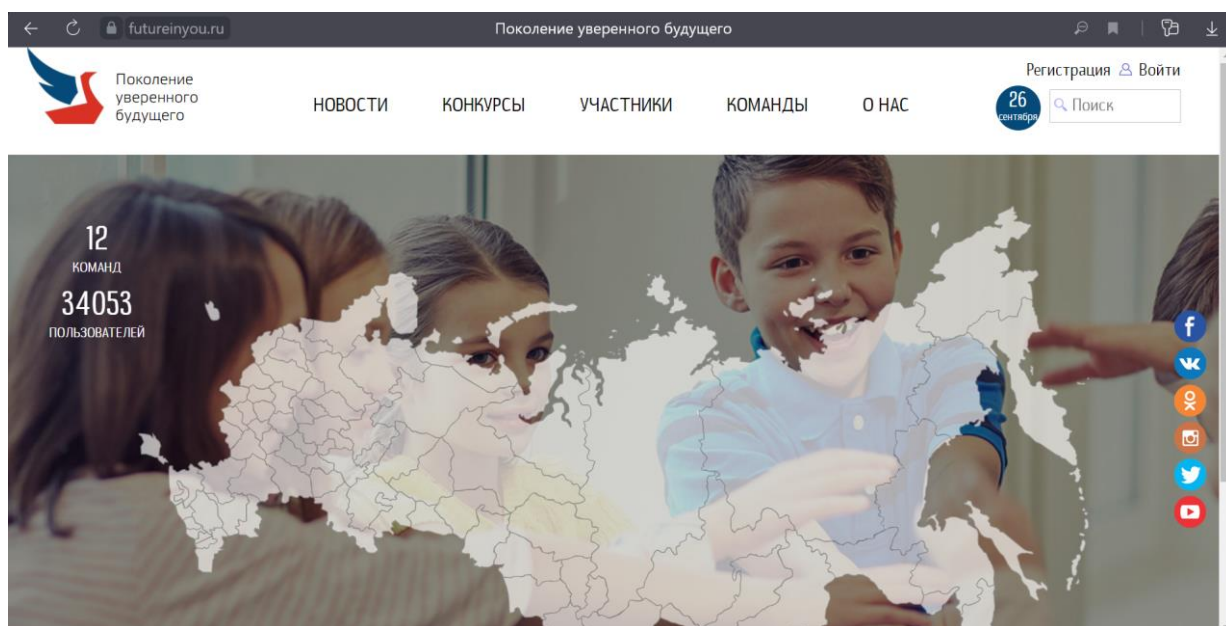 futureinyou.ru
Поколение уверенного будущего
Поколение
уверенного
будущего
НОВОСТИ КОНКУРСЫ УЧАСТНИКИ КОМАНДЫ О НАС
Регистрация Войти
26
сентября
Поиск
12
КОМАНД
34053
ПОЛЬЗОВАТЕЛЕЙ